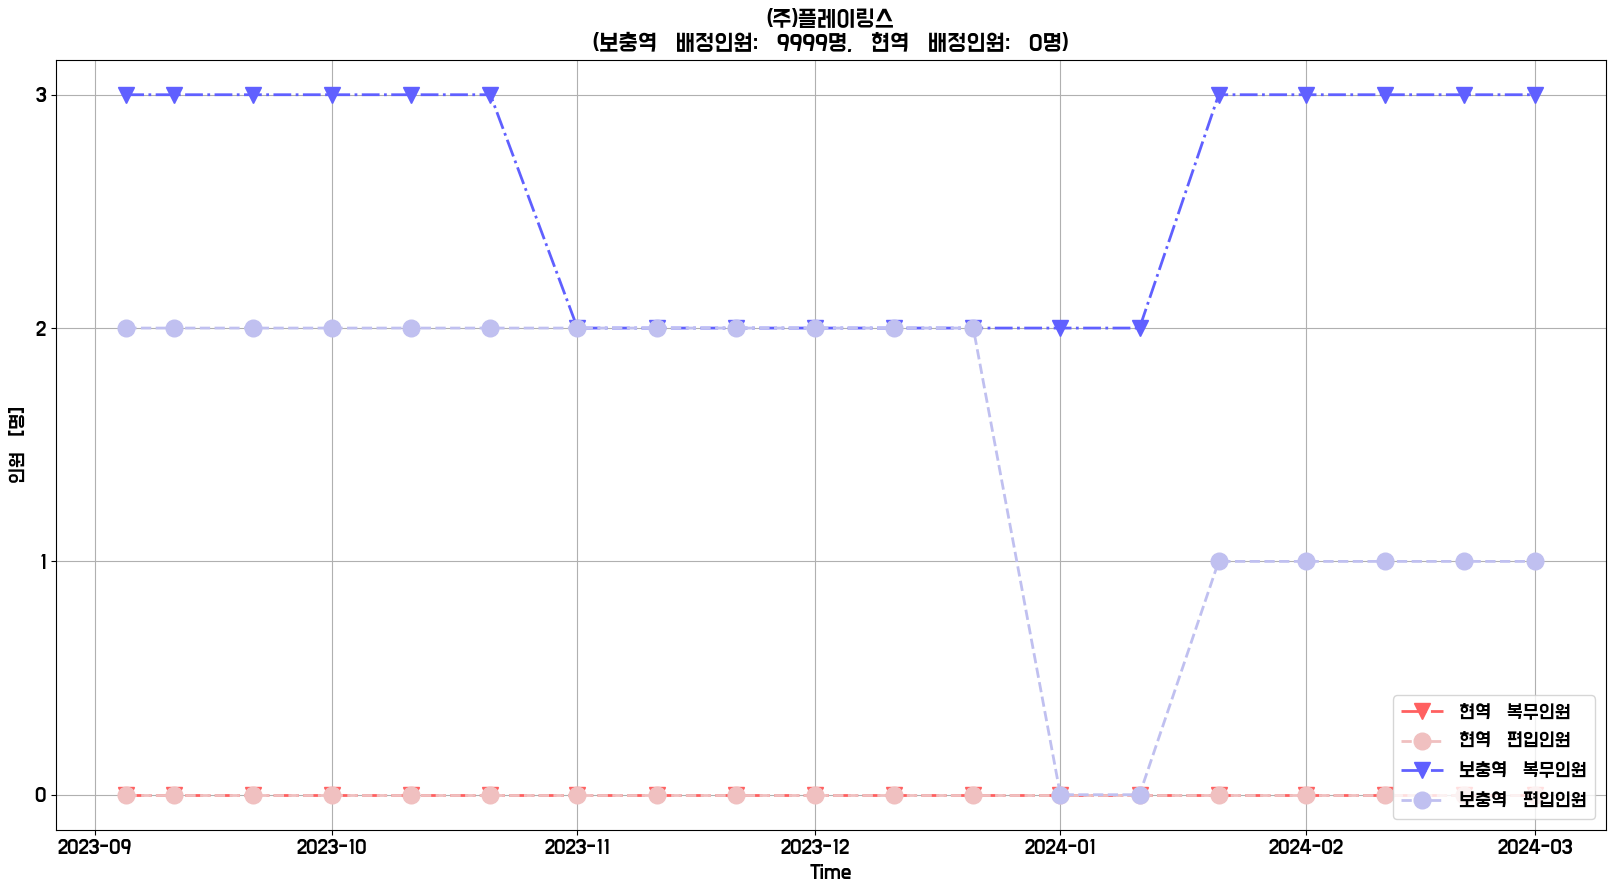 (주)플레이링스
(보충역 배정인원: 9999명, 현역 배정인원: 0명)
3
2
1
0
인원 [명]
2023-09 2023-10 2023-11 2023-12 2024-01 2024-02 2024-03
Time
현역 복무인원
현역 편입인원
보충역 복무인원
보충역 편입인원